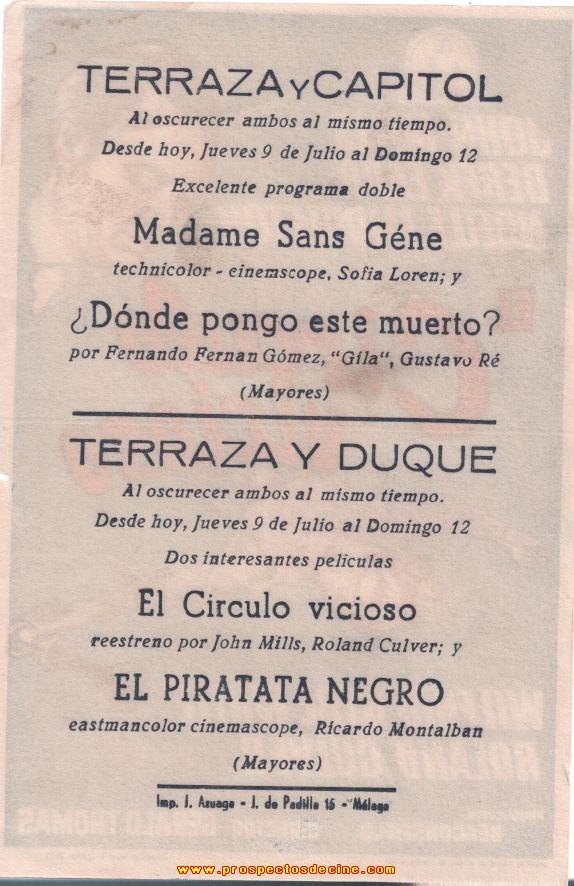 TERRAZA Y CAPITOL
Al oscurecer ambos al mismo tiempo.
Desde hoy, Jueves 9 de Julio al Domingo 12
Excelente programa doble
Madame Sans Géne
technicolor - cinemscope, Sofia Loren; y
¿Dónde pongo este muerto?
por Fernando Fernan Gómez, "Gila", Gustavo Ré
(Mayores)
TERRAZA Y DUQUE
Al oscurecer ambos al mismo tiempo.
Desde hoy, Jueves 9 de Julio al Domingo 12
Dos interesantes peliculas
El Circulo vicioso
reestreno por John Mills, Roland Culver; y
EL PIRATATA NEGRO
eastmancolor cinemascope, Ricardo Montalban
(Mayores)
Imp. J. Azuaga - J. de Padilla 15 - Málaga
www.prospectosdecine.com